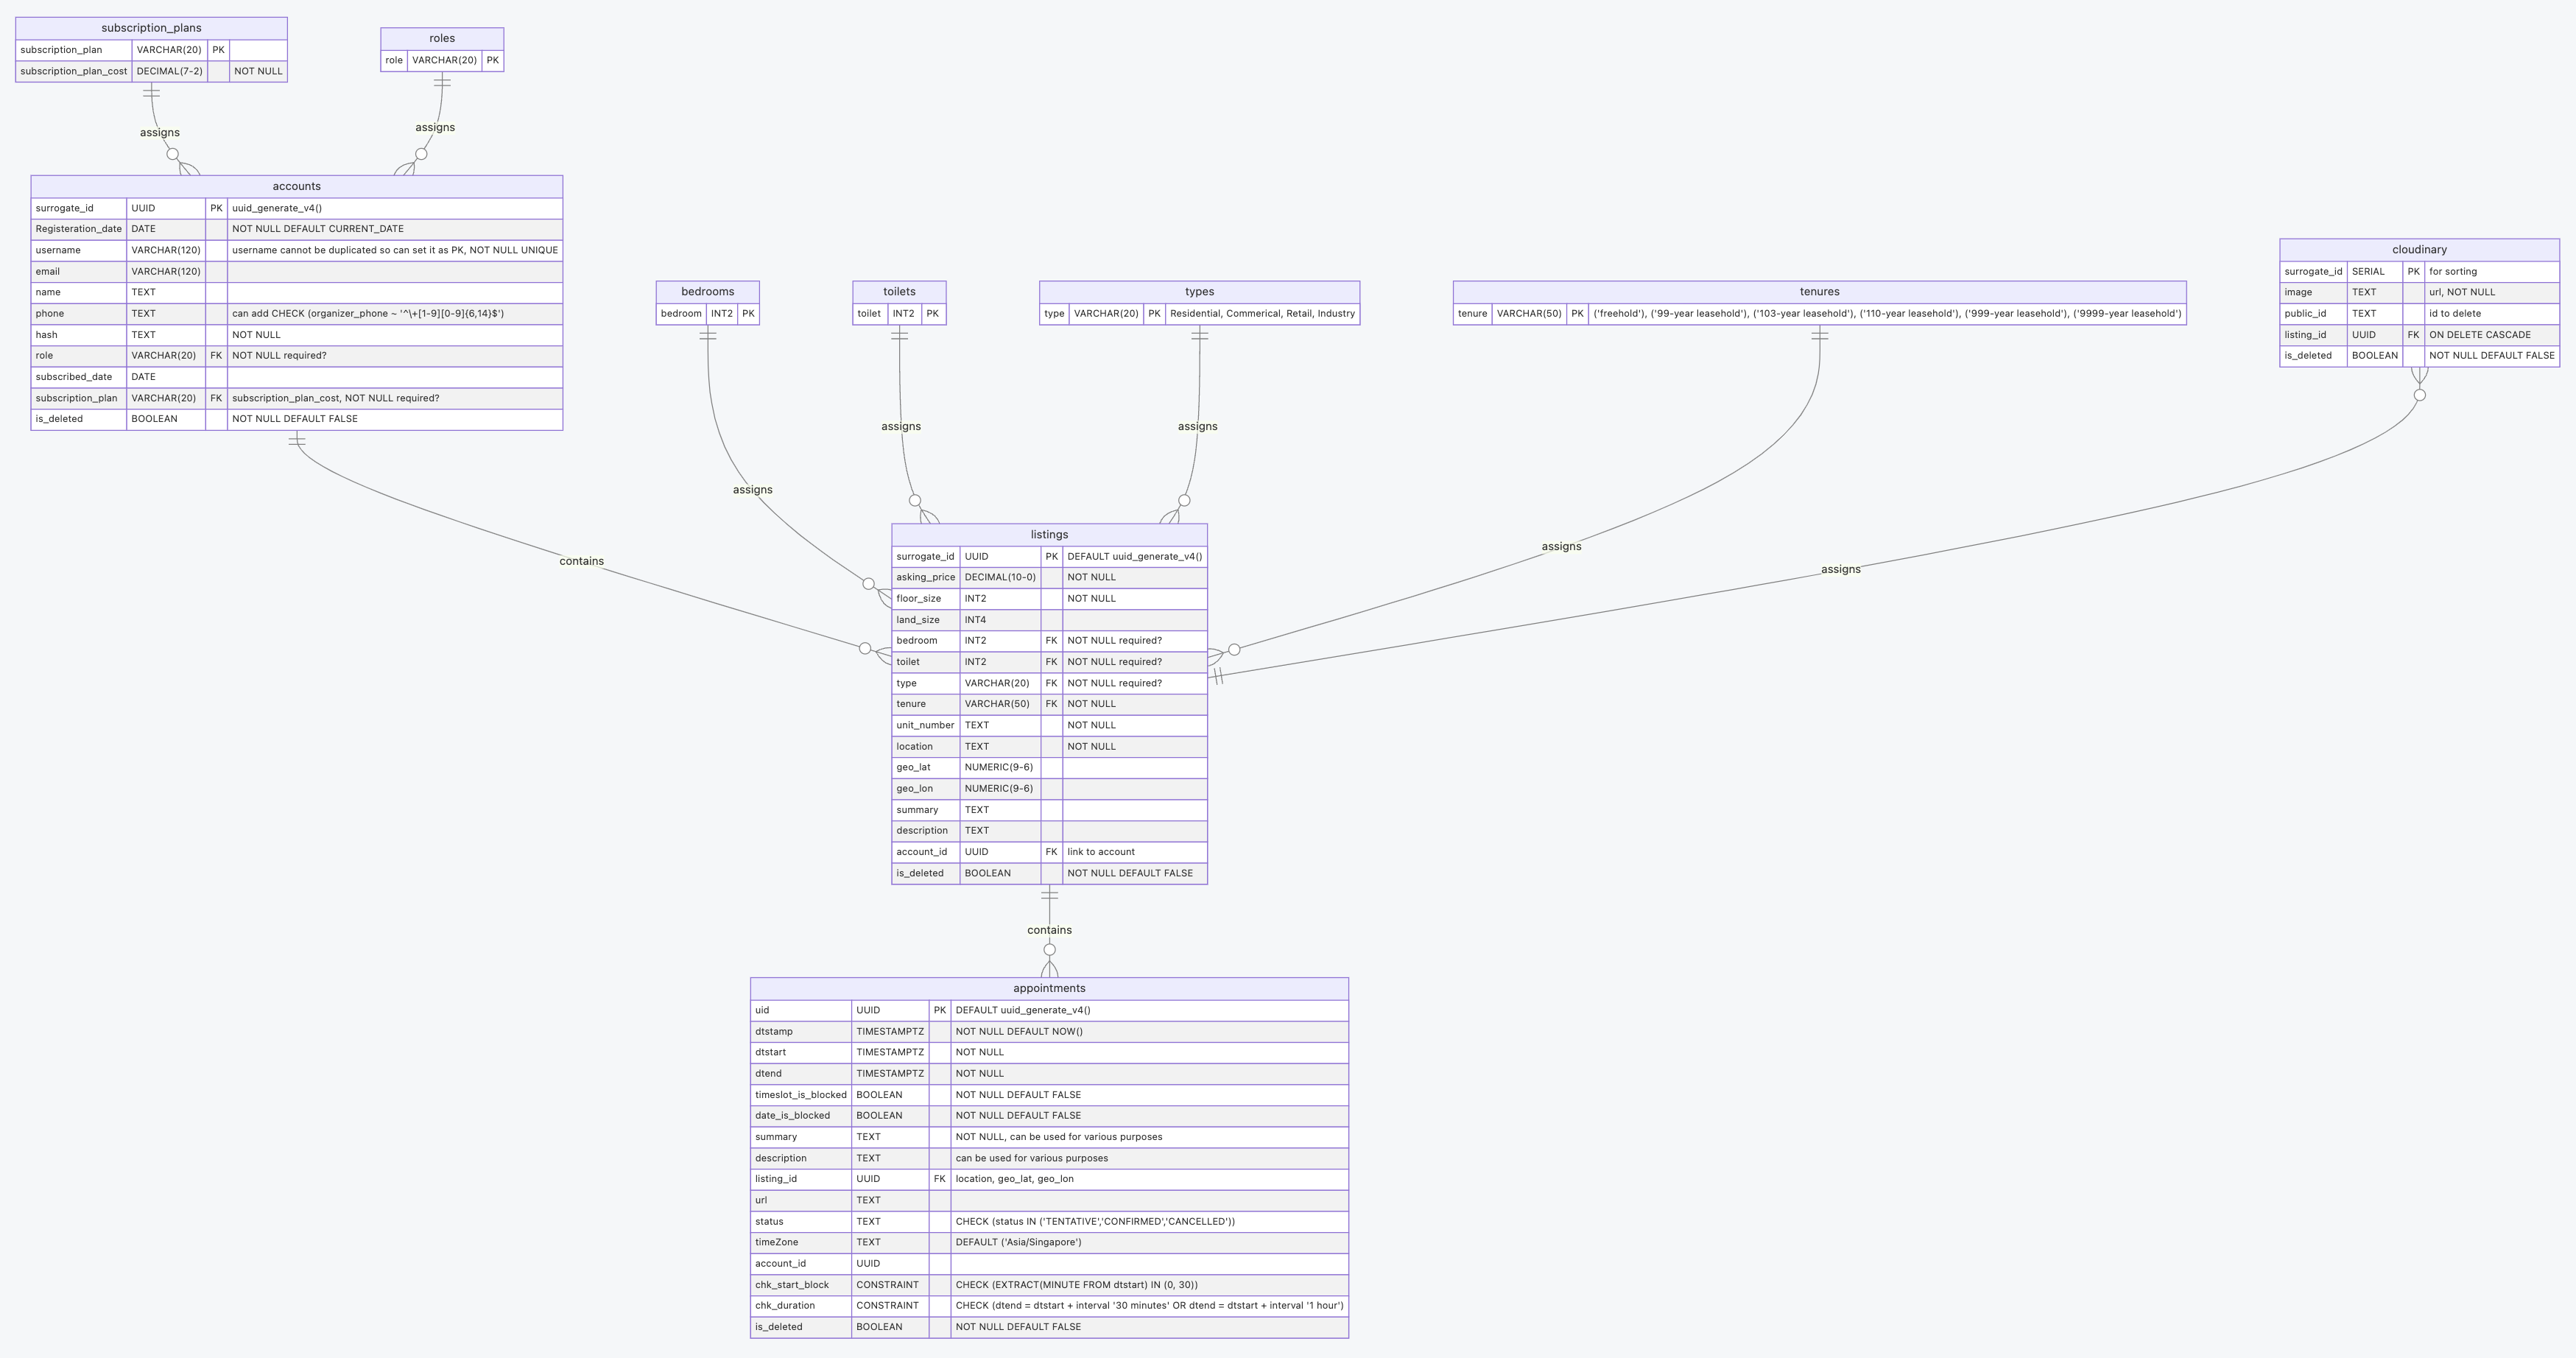 subscription_plans
subscription_plan VARCHAR(20) PK
subscription_plan_cost DECIMAL(7-2) NOT NULL
roles
role VARCHAR(20) PK
assigns
assigns
accounts
surrogate_id UUID PK uuid_generate_v4()
Registeration_date DATE NOT NULL DEFAULT CURRENT_DATE
username VARCHAR(120) username cannot be duplicated so can set it as PK, NOT NULL UNIQUE
email VARCHAR(120)
name TEXT
phone TEXT can add CHECK (organizer_phone ~ '^\+[1-9][0-9]{6,14}$')
hash TEXT NOT NULL
role VARCHAR(20) FK NOT NULL required?
subscribed_date DATE
subscription_plan VARCHAR(20) FK subscription_plan_cost, NOT NULL required?
is_deleted BOOLEAN NOT NULL DEFAULT FALSE
bedrooms
bedroom INT2 PK
toilets
toilet INT2 PK
types
type VARCHAR(20) PK Residential, Commerical, Retail, Industry
tenures
tenure VARCHAR(50) PK ('freehold'), ('99-year leasehold'), ('103-year leasehold'), ('110-year leasehold'), ('999-year leasehold'), ('9999-year leasehold')
cloudinary
surrogate_id SERIAL PK for sorting
image TEXT url, NOT NULL
public_id TEXT id to delete
listing_id UUID FK ON DELETE CASCADE
is_deleted BOOLEAN NOT NULL DEFAULT FALSE
assigns
assigns
assigns
assigns
contains
assigns
listings
surrogate_id UUID PK DEFAULT uuid_generate_v4()
asking_price DECIMAL(10-0) NOT NULL
floor_size INT2 NOT NULL
land_size INT4
bedroom INT2 FK NOT NULL required?
toilet INT2 FK NOT NULL required?
type VARCHAR(20) FK NOT NULL required?
tenure VARCHAR(50) FK NOT NULL
unit_number TEXT NOT NULL
location TEXT NOT NULL
geo_lat NUMERIC(9-6)
geo_lon NUMERIC(9-6)
summary TEXT
description TEXT
account_id UUID FK link to account
is_deleted BOOLEAN NOT NULL DEFAULT FALSE
contains
appointments
uid UUID PK DEFAULT uuid_generate_v4()
dtstamp TIMESTAMPTZ NOT NULL DEFAULT NOW()
dtstart TIMESTAMPTZ NOT NULL
dtend TIMESTAMPTZ NOT NULL
timeslot_is_blocked BOOLEAN NOT NULL DEFAULT FALSE
date_is_blocked BOOLEAN NOT NULL DEFAULT FALSE
summary TEXT NOT NULL, can be used for various purposes
description TEXT can be used for various purposes
listing_id UUID FK location, geo_lat, geo_lon
url TEXT
status TEXT CHECK (status IN ('TENTATIVE','CONFIRMED','CANCELLED'))
timeZone TEXT DEFAULT ('Asia/Singapore')
account_id UUID
chk_start_block CONSTRAINT CHECK (EXTRACT(MINUTE FROM dtstart) IN (0, 30))
chk_duration CONSTRAINT CHECK (dtend = dtstart + interval '30 minutes' OR dtend = dtstart + interval '1 hour')
is_deleted BOOLEAN NOT NULL DEFAULT FALSE